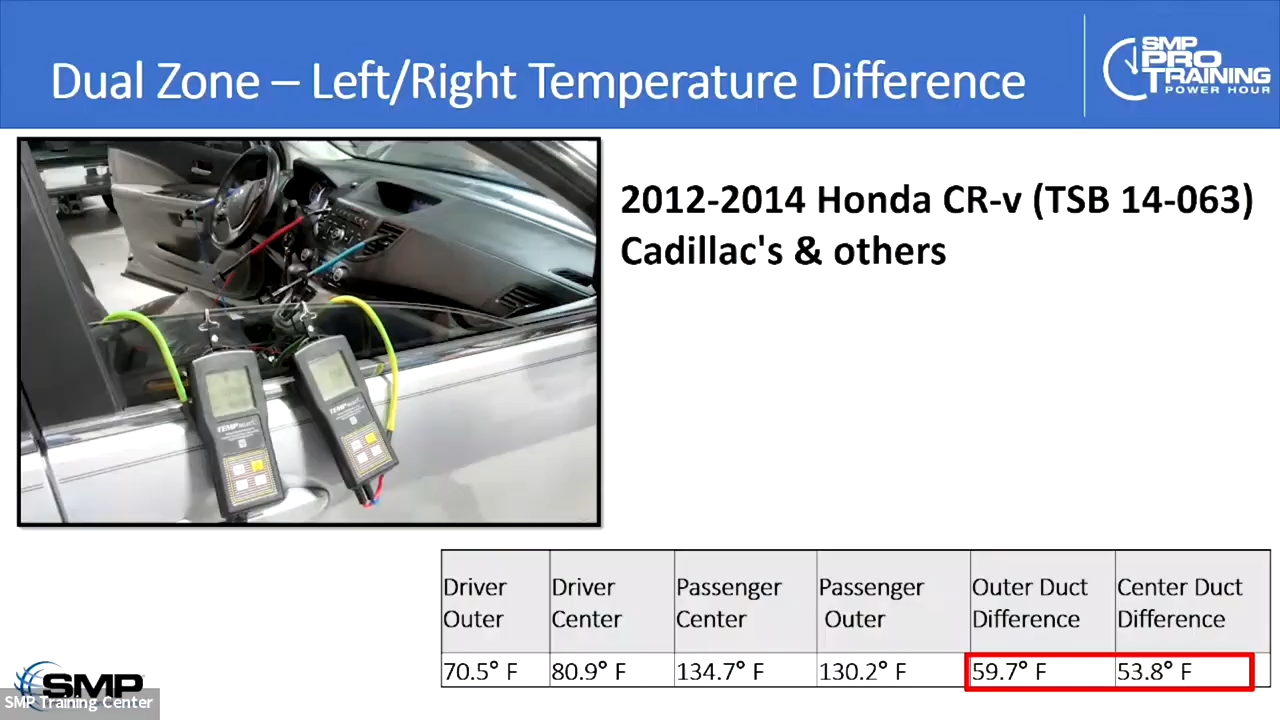 Dual Zone – Left/Right Temperature Difference
SMP
PRO
TRAINING
POWER HOUR
2012-2014 Honda CR-v (TSB 14-063)
Cadillac's & others
TEMP
TEMP
Driver Outer
Driver Center
Passenger Center
Passenger Outer
Outer Duct Difference
Center Duct Difference
70.5° F
80.9° F
134.7° F
130.2° F
59.7° F
53.8° F
SMP
SMP Training Center